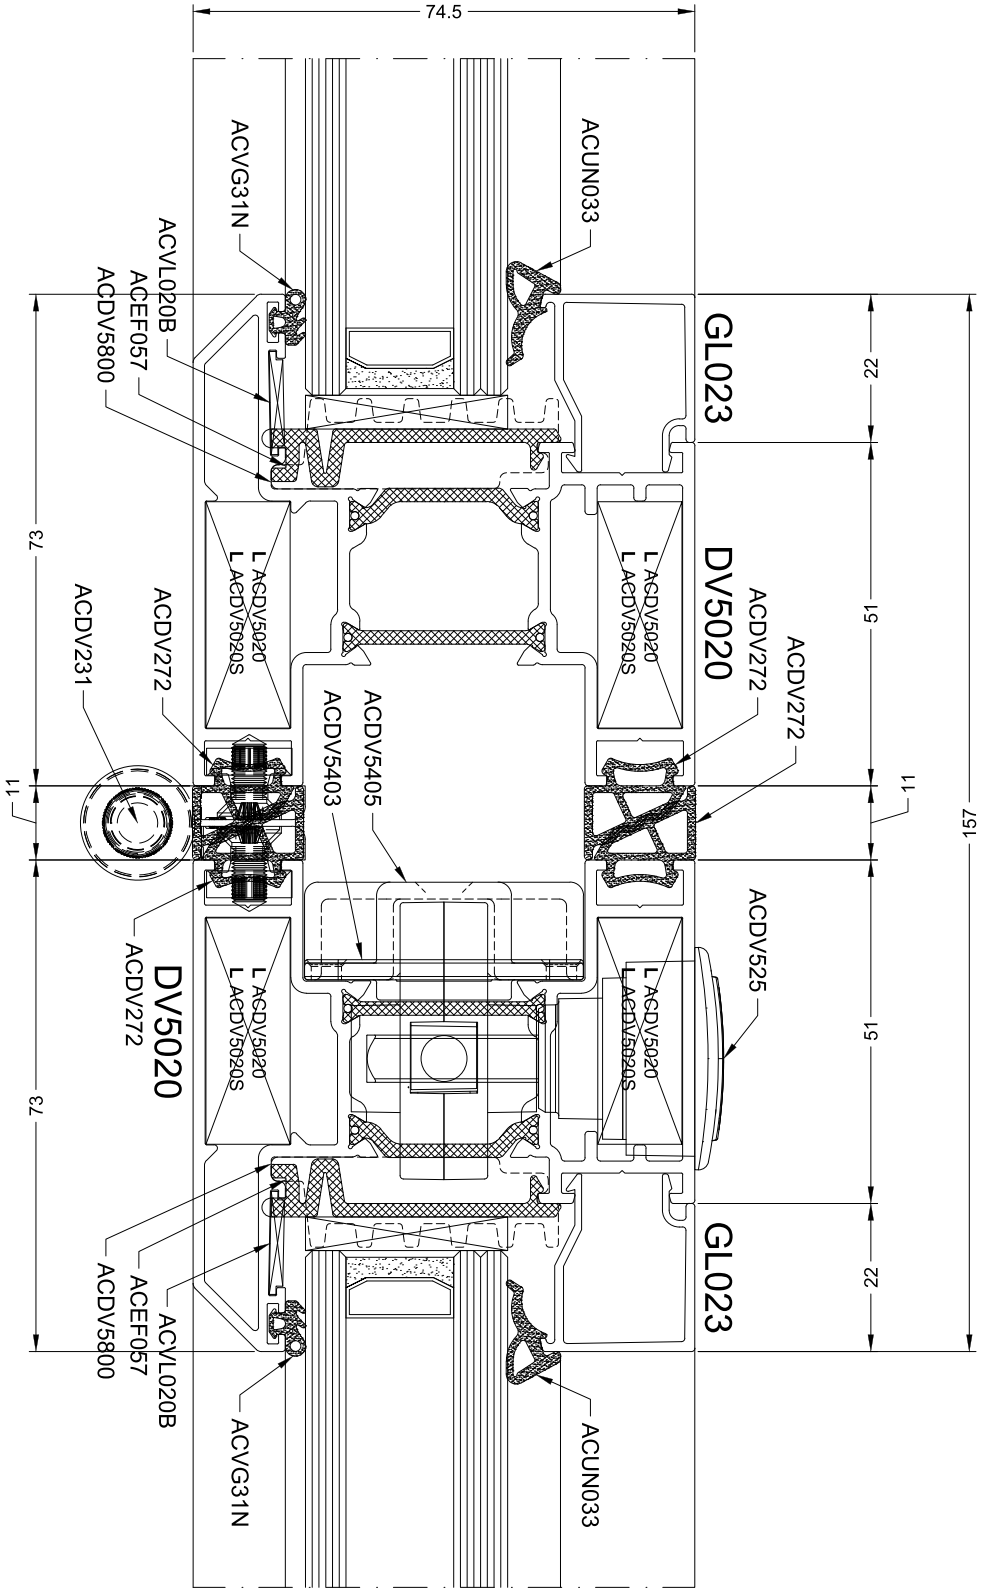 74.5
ACVG31N
ACUN033
ACVL020B
ACEF057
ACDV5800
GL023
22
157
DV5020
51
73
L ACDV5020
L ACDV5020S
L ACDV5020
L ACDV5020S
ACDV272
ACDV272
ACDV272
ACDV231
ACDV5405
ACDV5403
11
11
ACDV525
ACDV272
DV5020
L ACDV5020
L ACDV5020S
L ACDV5020
L ACDV5020S
51
73
GL023
22
ACVL020B
ACEF057
ACDV5800
ACVG31N
ACUN033